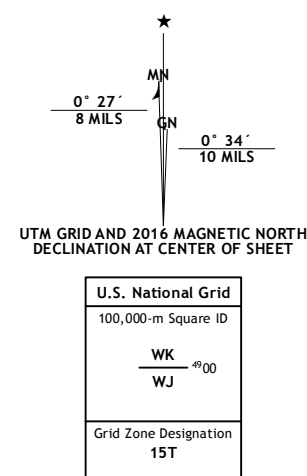 ★
MN
0° 27´
8 MILS
GN
0° 34´
10 MILS
UTM GRID AND 2016 MAGNETIC NORTH
DECLINATION AT CENTER OF SHEET
U.S. National Grid
100,000-m Square ID
WK
⁴⁹00
WJ
Grid Zone Designation
15T